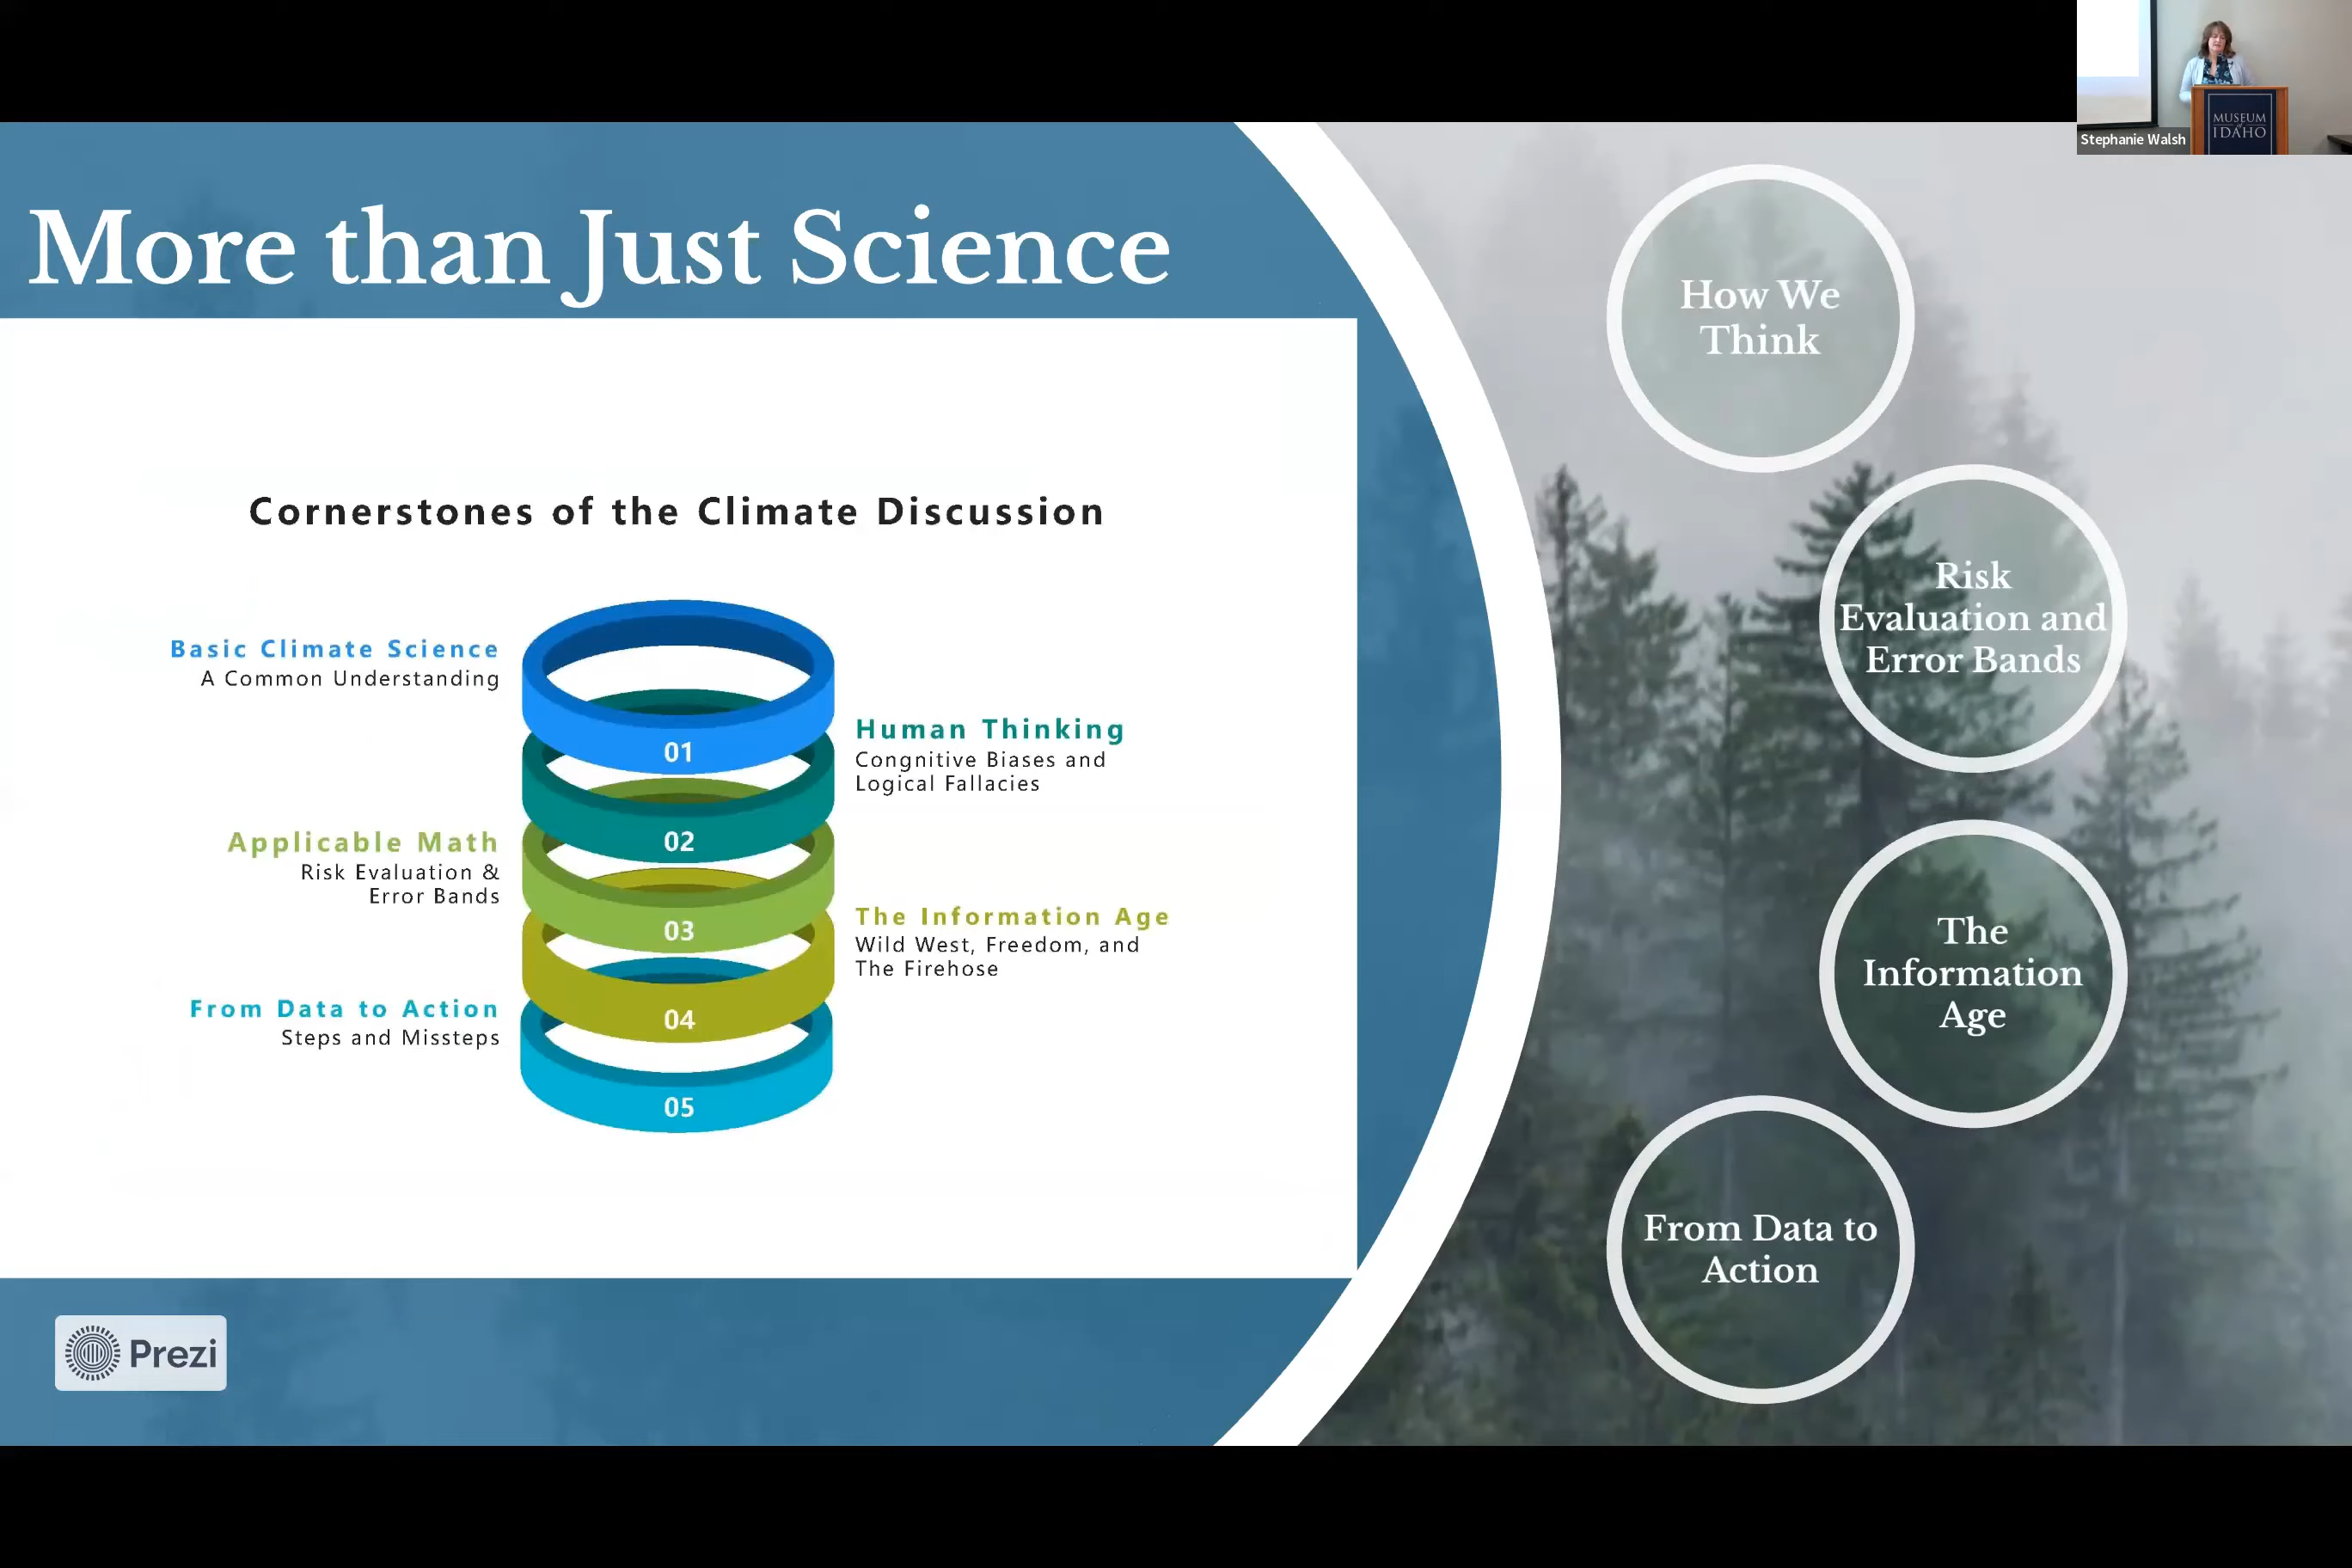 MUSEUM
of
IDAHO
Stephanie Walsh
More than Just Science
Cornerstones of the Climate Discussion
Basic Climate Science
A Common Understanding
01
Human Thinking
Congnitive Biases and
Logical Fallacies
02
Applicable Math
Risk Evaluation &
Error Bands
03
The Information Age
Wild West, Freedom, and
The Firehose
04
From Data to Action
Steps and Missteps
05
Prezi
How We
Think
Risk
Evaluation and
Error Bands
The
Information
Age
From Data to
Action